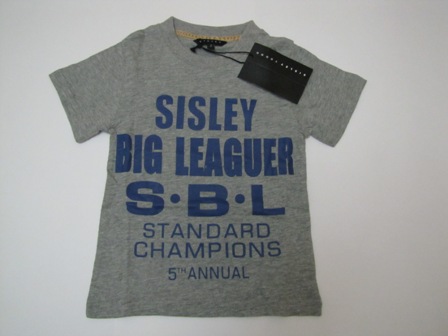 SISLEY
BIG LEAGUER
S·B·L
STANDARD
CHAMPIONS
5TH ANNUAL